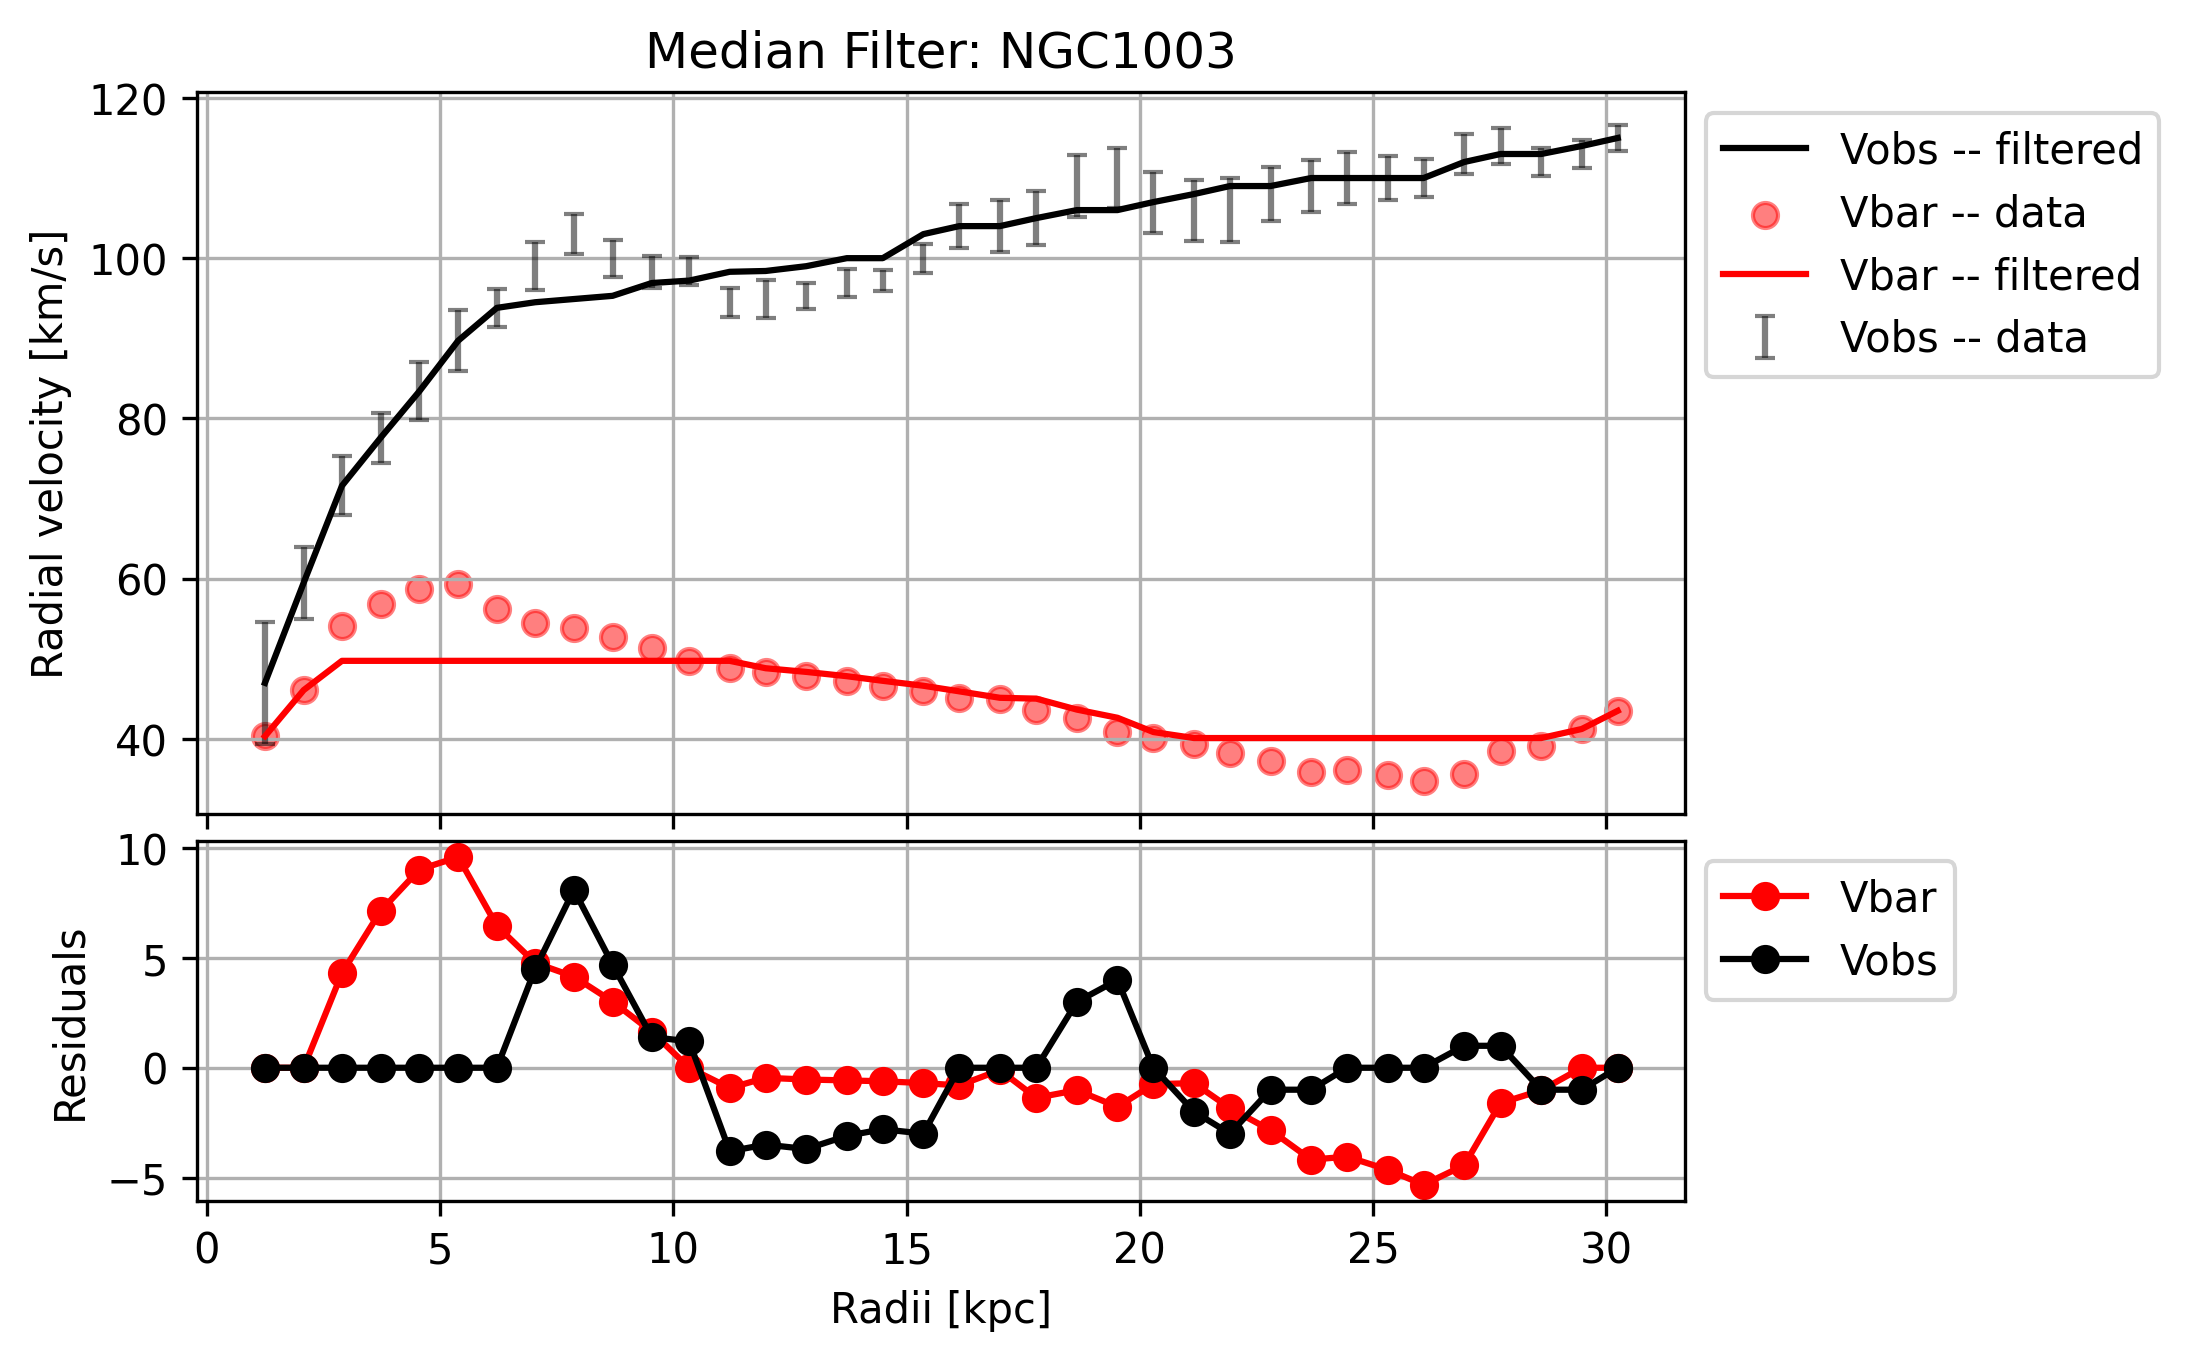 Median Filter: NGC1003
120
100
80
60
40
Radial velocity [km/s]
Vobs -- filtered
Vbar -- data
Vbar -- filtered
Vobs -- data
10
5
0
−5
Residuals
Vbar
Vobs
0 5 10 15 20 25 30
Radii [kpc]